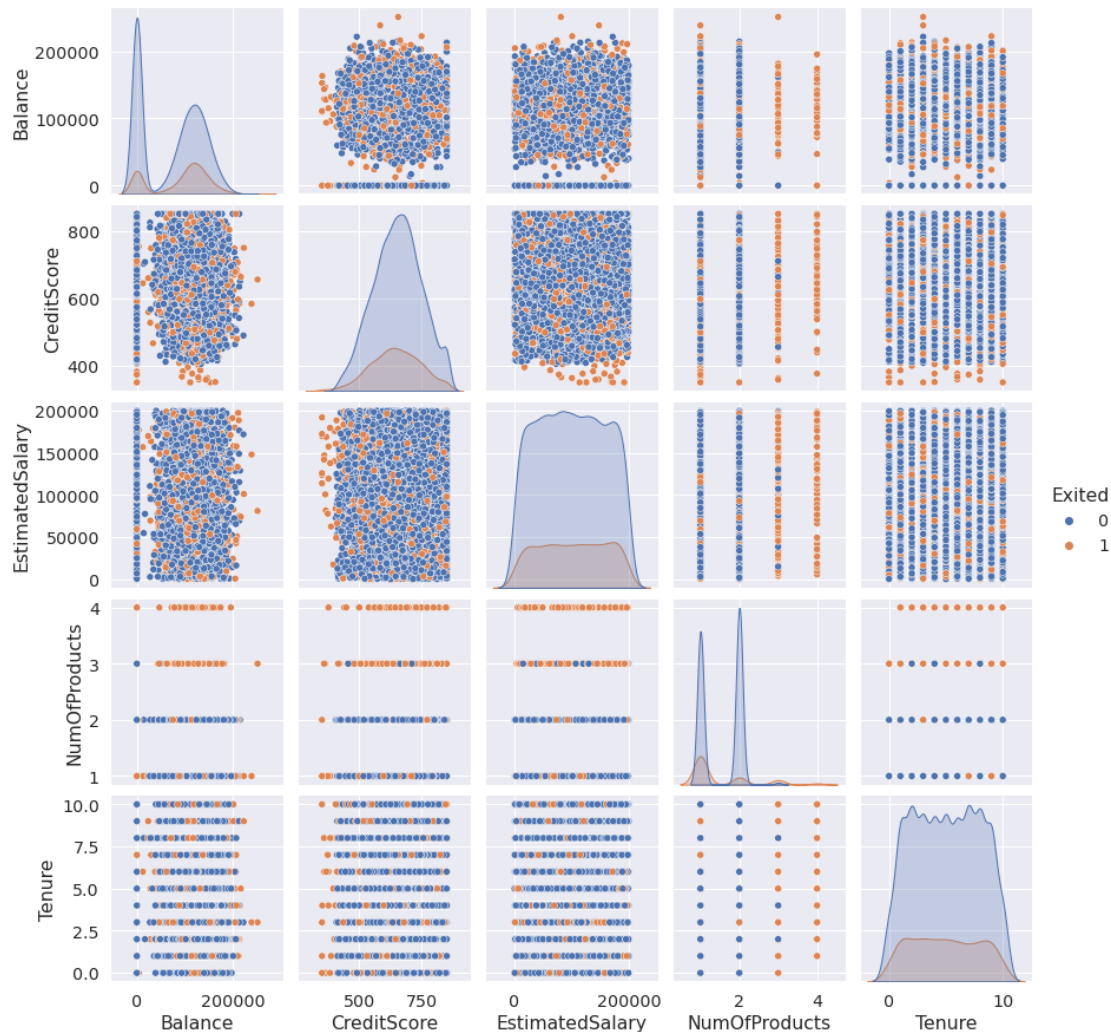 Balance
200000
100000
0
CreditScore
800
600
400
EstimatedSalary
200000
150000
100000
50000
0
Exited
0
1
NumOfProducts
4
3
2
1
Tenure
10.0
7.5
5.0
2.5
0.0
0 200000 500 750 0 200000 2 4 0 10
Balance CreditScore EstimatedSalary NumOfProducts Tenure